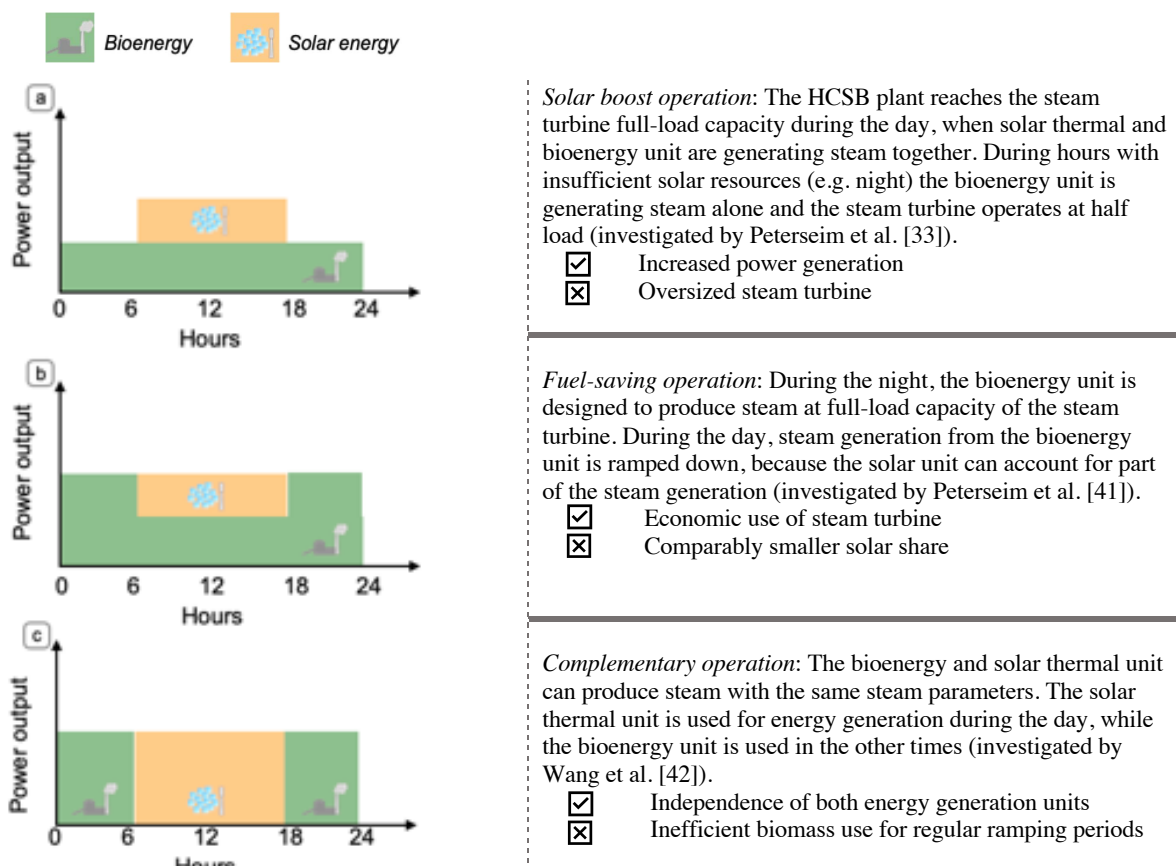 Bioenergy
Solar energy
a
Power output
0 6 12 18 24
Hours
Solar boost operation: The HCSB plant reaches the steam
turbine full-load capacity during the day, when solar thermal and
bioenergy unit are generating steam together. During hours with
insufficient solar resources (e.g. night) the bioenergy unit is
generating steam alone and the steam turbine operates at half
load (investigated by Peterseim et al. [33]).
Increased power generation
Oversized steam turbine
b
Power output
0 6 12 18 24
Hours
Fuel-saving operation: During the night, the bioenergy unit is
designed to produce steam at full-load capacity of the steam
turbine. During the day, steam generation from the bioenergy
unit is ramped down, because the solar unit can account for part
of the steam generation (investigated by Peterseim et al. [41]).
Economic use of steam turbine
Comparably smaller solar share
c
Power output
0 6 12 18 24
Hours
Complementary operation: The bioenergy and solar thermal unit
can produce steam with the same steam parameters. The solar
thermal unit is used for energy generation during the day, while
the bioenergy unit is used in the other times (investigated by
Wang et al. [42]).
Independence of both energy generation units
Inefficient biomass use for regular ramping periods